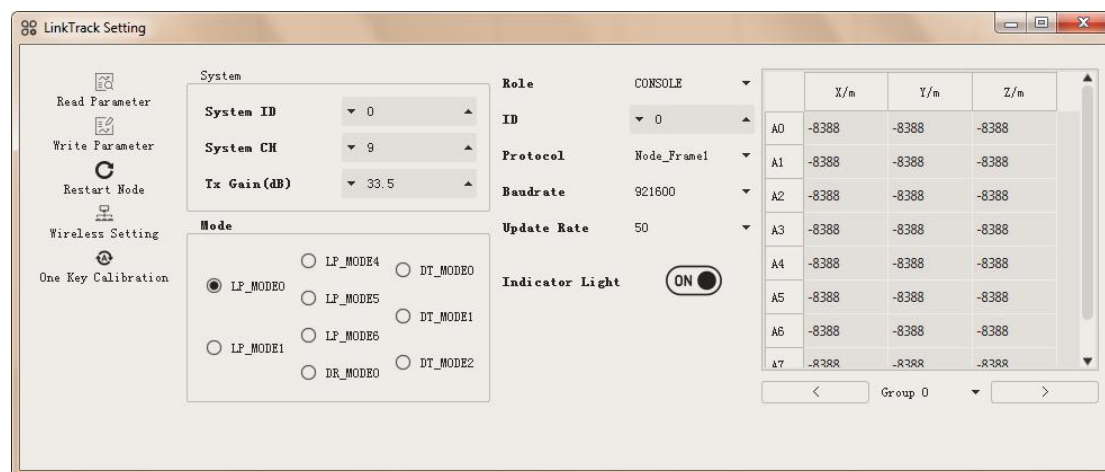 LinkTrack Setting
Read Parameter
Write Parameter
Restart Node
Wireless Setting
One Key Calibration
System
System ID 0
System CH 9
Tx Gain(dB) 33.5
Mode
LP_MODE0
LP_MODE1
LP_MODE4
LP_MODE5
LP_MODE6
DR_MODE0
DT_MODE0
DT_MODE1
DT_MODE2
Role CONSOLE
ID 0
Protocol Node_Frame1
Baudrate 921600
Update Rate 50
Indicator Light ON
X/m Y/m Z/m
A0 -8388 -8388 -8388
A1 -8388 -8388 -8388
A2 -8388 -8388 -8388
A3 -8388 -8388 -8388
A4 -8388 -8388 -8388
A5 -8388 -8388 -8388
A6 -8388 -8388 -8388
A7 -8388 -8388 -8388
< Group 0 >